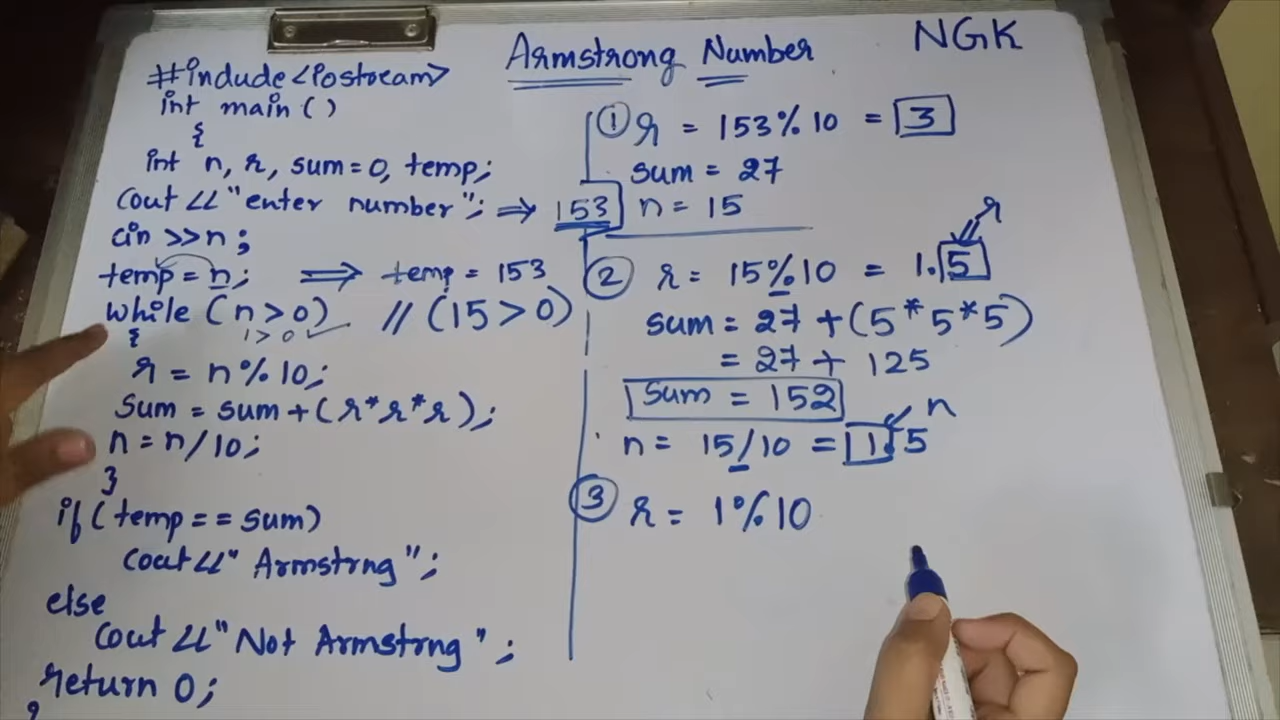 Armstrong Number
NGK
#include<iostream>
int main()
{
int n, r, sum=0, temp;
cout << "enter number"; ⇒ 153
cin >>n;
temp = n; ⇒ temp = 153
while (n>0) // (15>0)
1>0 ✓
{
r = n%10;
Sum = sum+(r*r*r);
n = n/10;
}
if(temp==sum)
cout<<" Armstrng";
else
cout<<"Not Armstrng";
return 0;
① r = 153%10 = 3
sum = 27
n = 15
② r = 15%10 = 1.5
r
sum = 27+(5*5*5)
= 27+ 125
Sum = 152
n = 15/10 = 1.5
n
③ r = 1%10